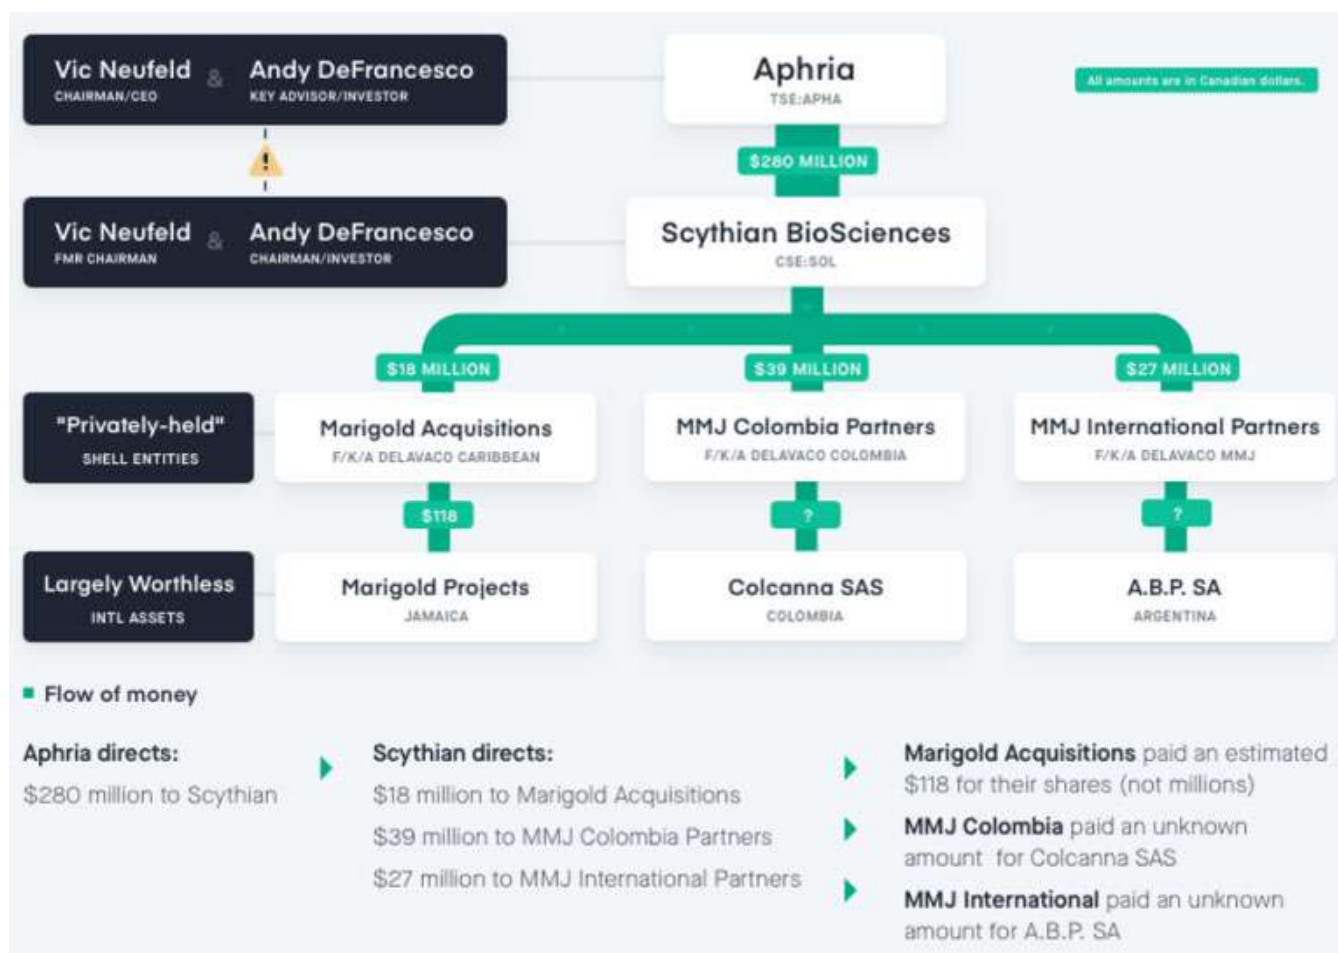 Vic Neufeld & Andy DeFrancesco
CHAIRMAN/CEO KEY ADVISOR/INVESTOR
Aphria
TSE:APHA
All amounts are in Canadian dollars.
!
$280 MILLION
Vic Neufeld & Andy DeFrancesco
FMR CHAIRMAN CHAIRMAN/INVESTOR
Scythian BioSciences
CSE:SOL
$18 MILLION $39 MILLION $27 MILLION
"Privately-held"
SHELL ENTITIES
Marigold Acquisitions
F/K/A DELAVACO CARIBBEAN
MMJ Colombia Partners
F/K/A DELAVACO COLOMBIA
MMJ International Partners
F/K/A DELAVACO MMJ
$118 ? ?
Largely Worthless
INTL ASSETS
Marigold Projects
JAMAICA
Colcanna SAS
COLOMBIA
A.B.P. SA
ARGENTINA
Flow of money
Aphria directs:
$280 million to Scythian
Scythian directs:
$18 million to Marigold Acquisitions
$39 million to MMJ Colombia Partners
$27 million to MMJ International Partners
Marigold Acquisitions paid an estimated
$118 for their shares (not millions)
MMJ Colombia paid an unknown
amount for Colcanna SAS
MMJ International paid an unknown
amount for A.B.P. SA